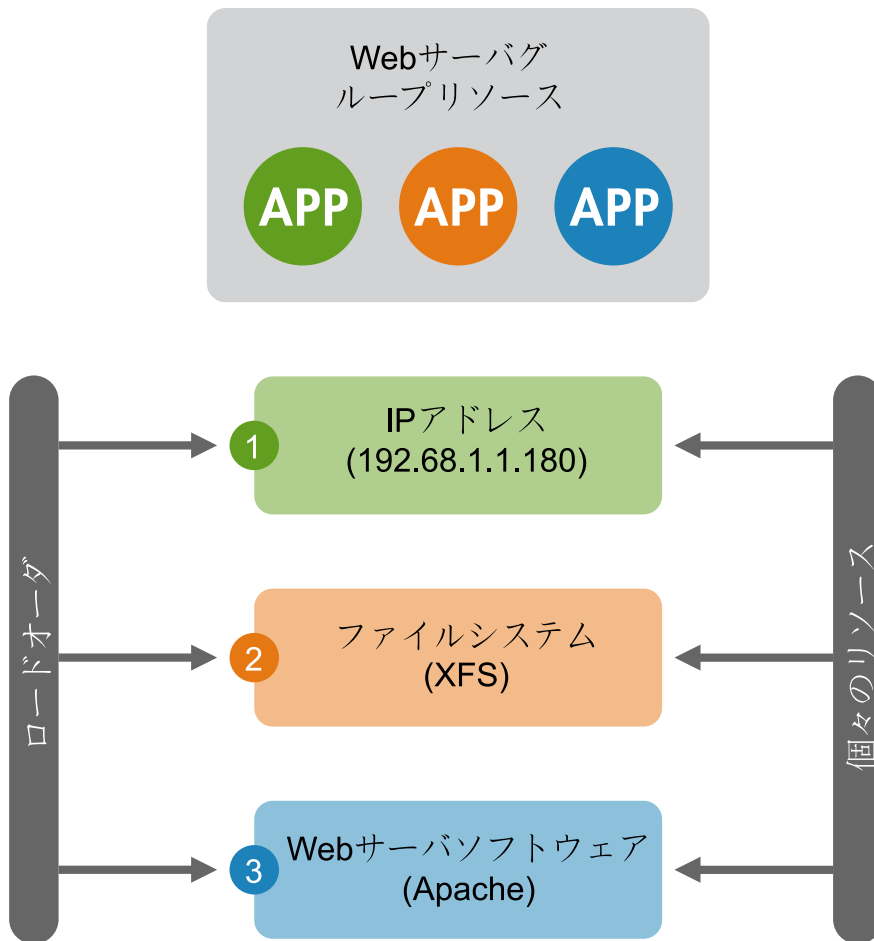 Webサーバグ
ループリソース
APP APP APP
IPアドレス
(192.68.1.1.180)
1
ロードオーダ
個々のリソース
ファイルシステム
(XFS)
2
Webサーバソフトウェア
(Apache)
3